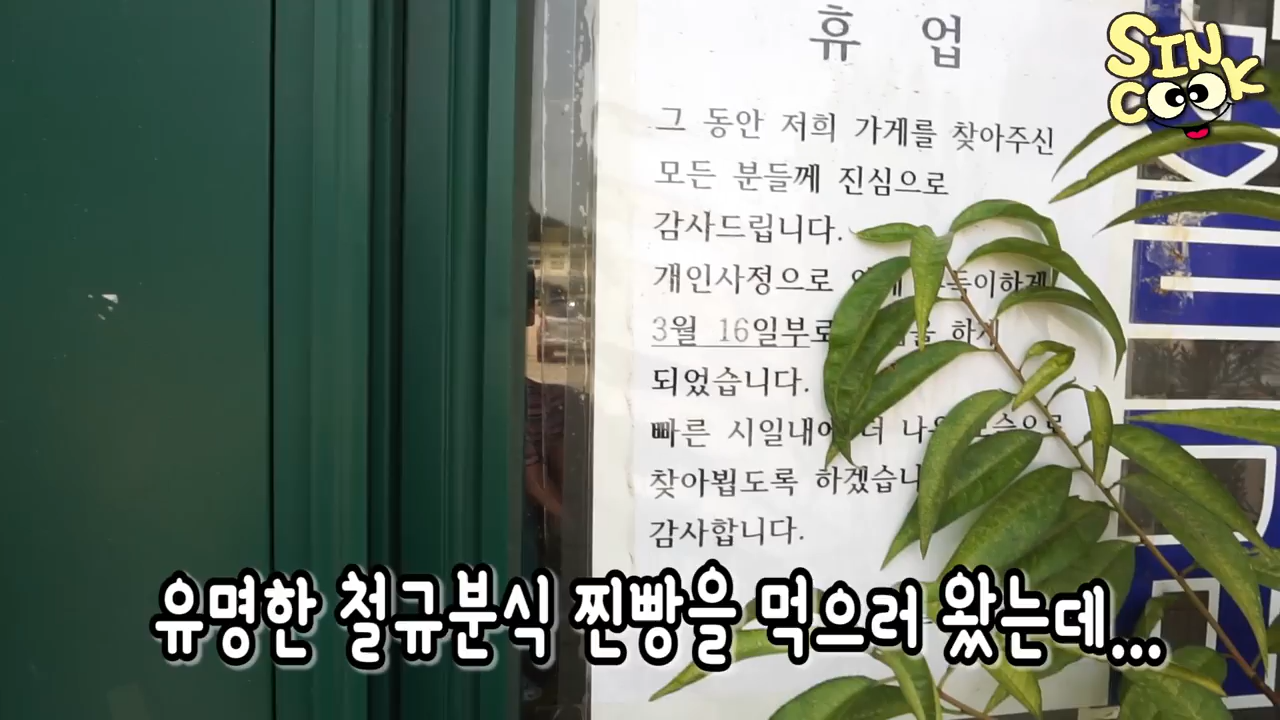 휴 업
SIN COOK
그 동안 저희 가게를 찾아주신
모든 분들께 진심으로
감사드립니다.
개인사정으로
3월 16일부로 하게
되었습니다.
빠른 시일내에 더
찾아뵙도록 하겠습니
감사합니다.
유명한 철규분식 찐빵을 먹으러 왔는데...